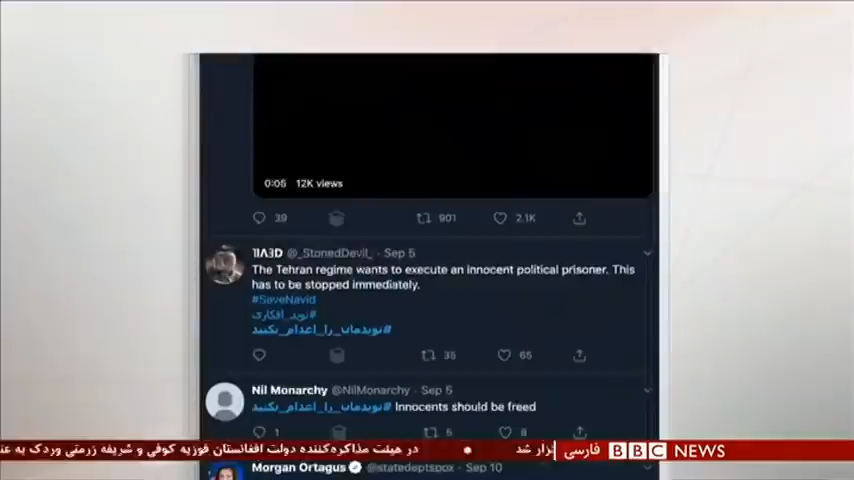 0:05 12K views
39 901 2.1K
@_StonedDevil_ · Sep 5
The Tehran regime wants to execute an innocent political prisoner. This
has to be stopped immediately.
#SaveNavid
#نوید_افکاری
#نویدمان_را_اعدام_نکنید
35 65
Nil Monarchy @NilMonarchy · Sep 5
#نویدمان_را_اعدام_نکنید Innocents should be freed
1 5 8
در هیئت مذاکره‌کننده دولت افغانستان فوزیه کوفی و شریفه زرمتی وردک به
زار شد
BBC NEWS فارسی
Morgan Ortagus @statedeptspox · Sep 10